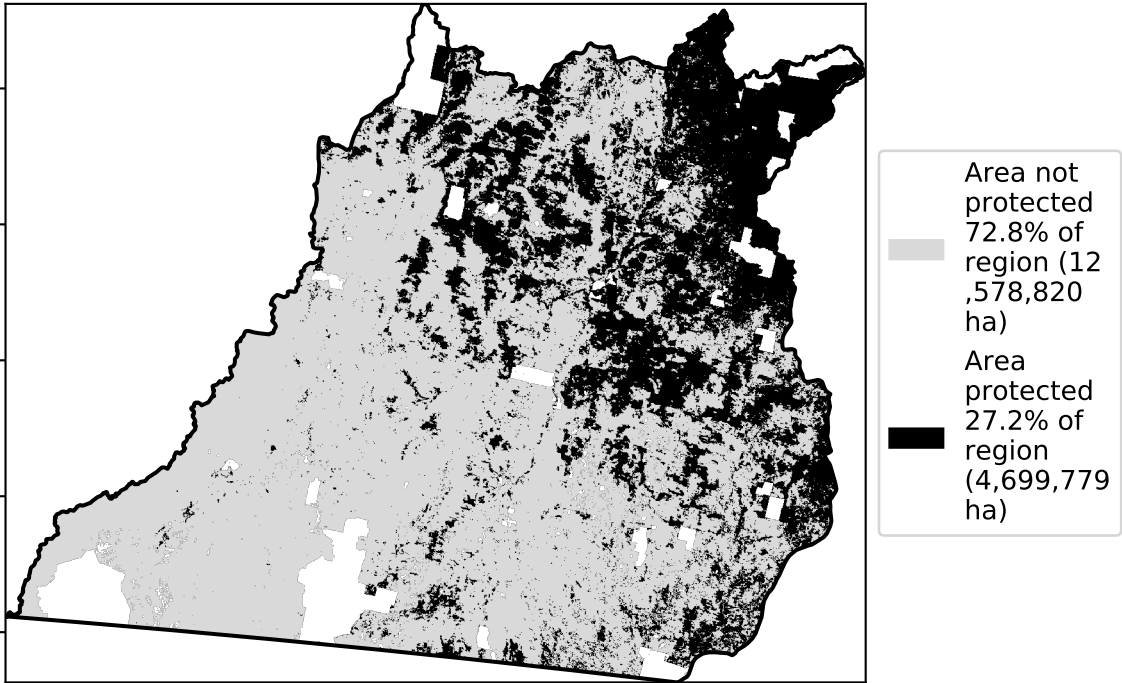 Area not
protected
72.8% of
region (12
,578,820
ha)
Area
protected
27.2% of
region
(4,699,779
ha)